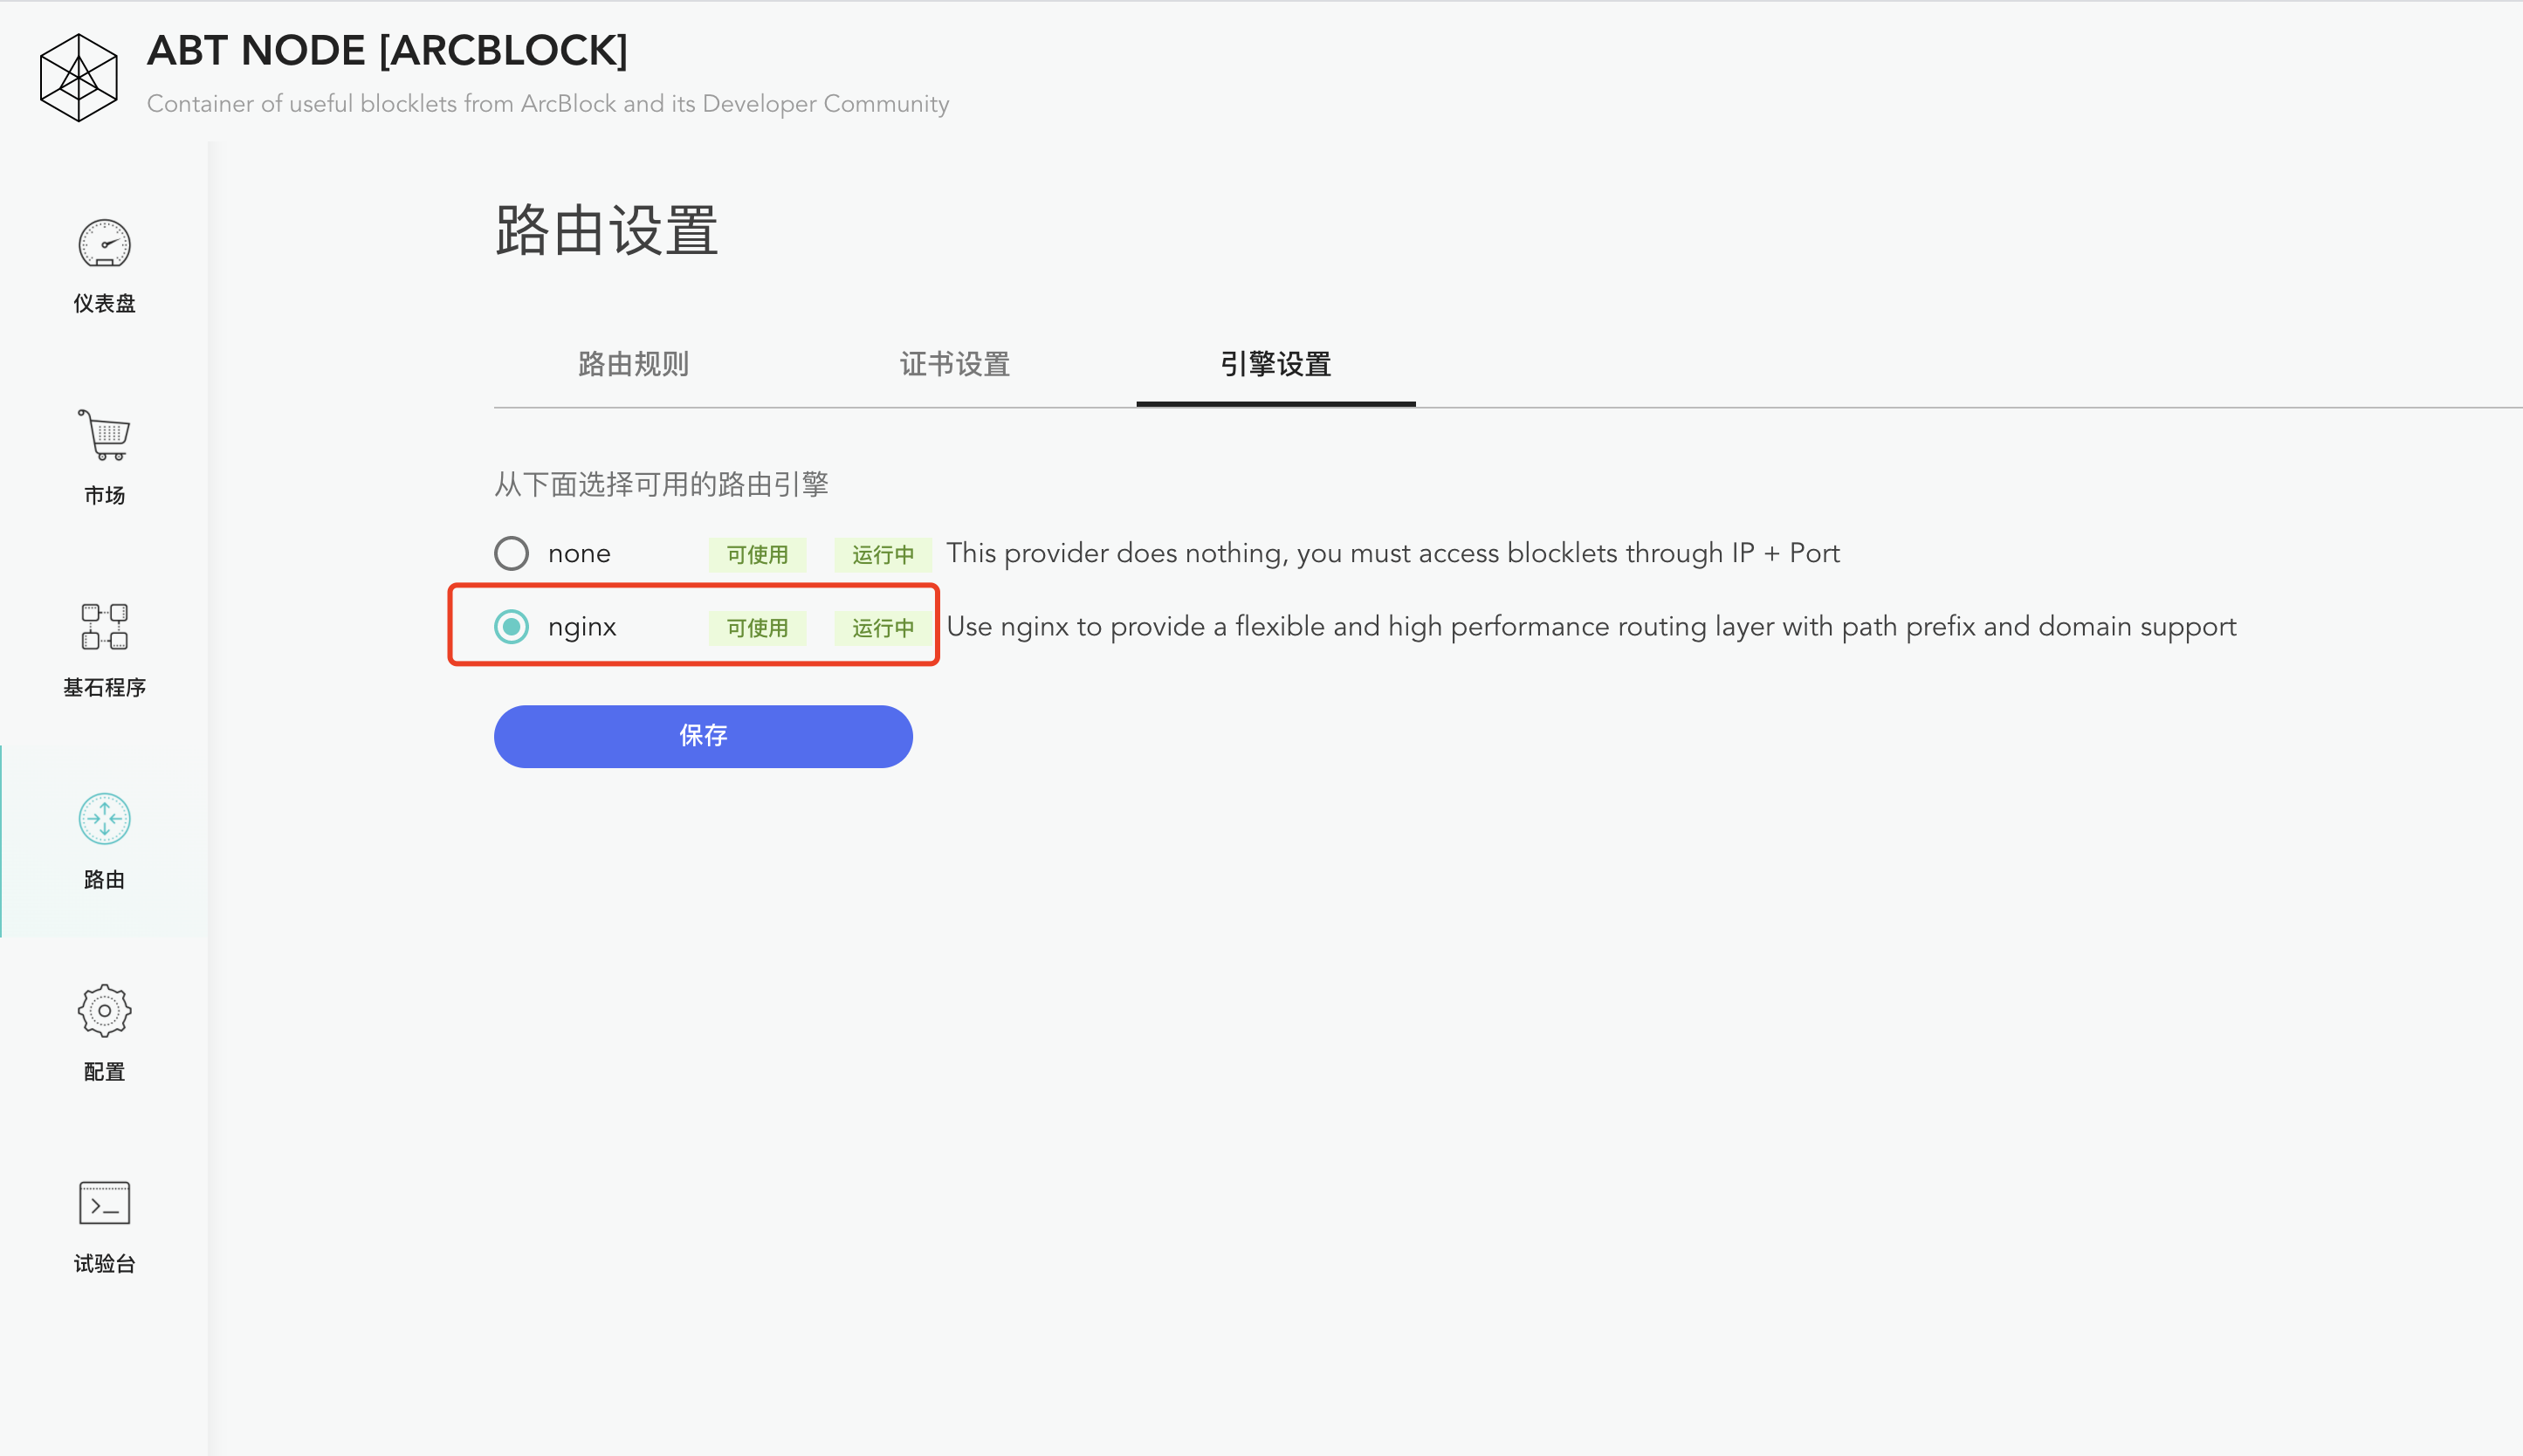 ABT NODE [ARCBLOCK]
Container of useful blocklets from ArcBlock and its Developer Community
仪表盘
市场
基石程序
路由
配置
试验台
路由设置
路由规则 证书设置 引擎设置
从下面选择可用的路由引擎
none 可使用 运行中 This provider does nothing, you must access blocklets through IP + Port
nginx 可使用 运行中 Use nginx to provide a flexible and high performance routing layer with path prefix and domain support
保存